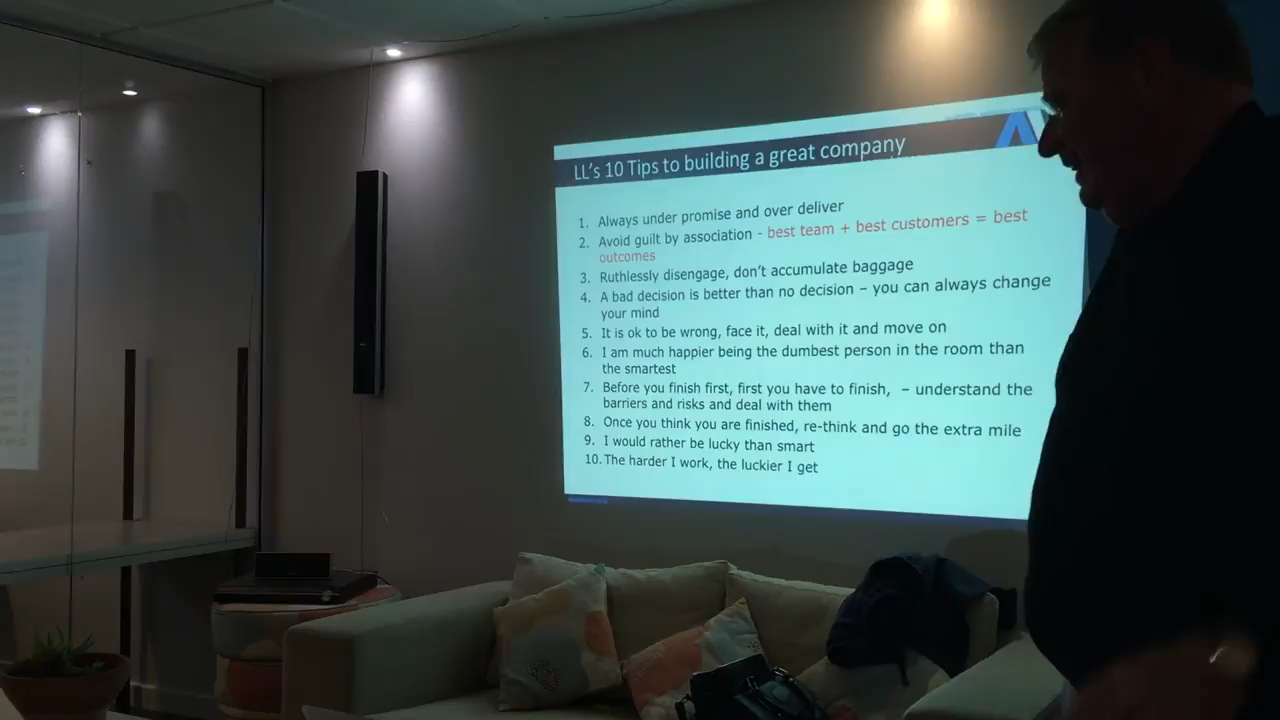 LL's 10 Tips to building a great company
1. Always under promise and over deliver
2. Avoid guilt by association - best team + best customers = best
outcomes
3. Ruthlessly disengage, don't accumulate baggage
4. A bad decision is better than no decision – you can always change
your mind
5. It is ok to be wrong, face it, deal with it and move on
6. I am much happier being the dumbest person in the room than
the smartest
7. Before you finish first, first you have to finish, – understand the
barriers and risks and deal with them
8. Once you think you are finished, re-think and go the extra mile
9. I would rather be lucky than smart
10. The harder I work, the luckier I get